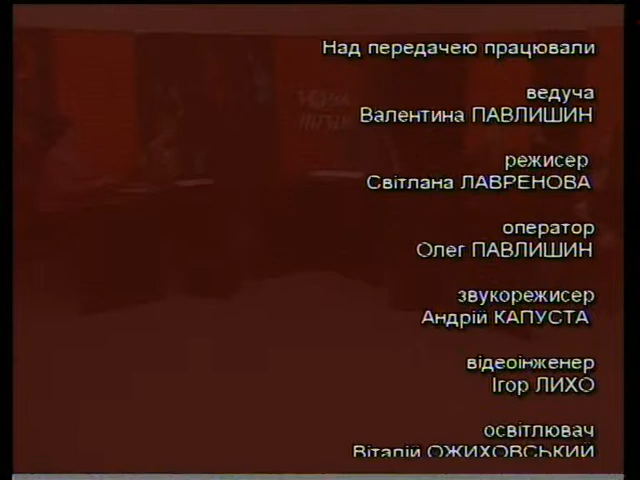 Над передачею працювали
ведуча
Валентина ПАВЛИШИН
режисер
Світлана ЛАВРЕНОВА
оператор
Олег ПАВЛИШИН
звукорежисер
Андрій КАПУСТА
відеоінженер
Ігор ЛИХО
освітлювач
Віталій ОЖИХОВСЬКИЙ